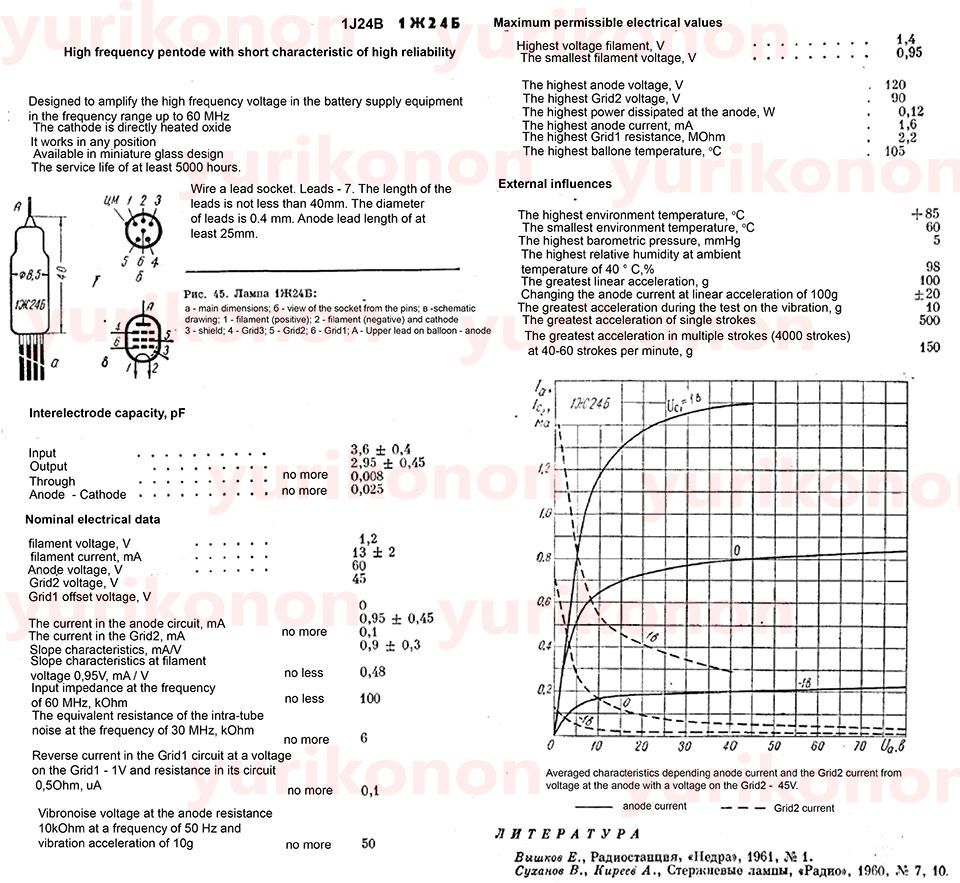 1J24B 1Ж24Б
High frequency pentode with short characteristic of high reliability
Designed to amplify the high frequency voltage in the battery supply equipment
in the frequency range up to 60 MHz
The cathode is directly heated oxide
It works in any position
Available in miniature glass design
The service life of at least 5000 hours.
Wire a lead socket. Leads - 7. The length of the
leads is not less than 40mm. The diameter
of leads is 0.4 mm. Anode lead length of at
least 25mm.
А
ЦМ 1 2 3
40
Ф8,5
1Ж24Б
5 6 4
б
г
а
А
4
6
5
3
в
1 2
Рис. 45. Лампа 1Ж24Б:
a - main dimensions; б - view of the socket from the pins; в -schematic
drawing; 1 - filament (positive); 2 - filament (negative) and cathode
3 - shield; 4 - Grid3; 5 - Grid2; 6 - Grid1; A - Upper lead on balloon - anode
Interelectrode capacity, pF
Input . . . . . . . . . . 3,6 ± 0,4
Output . . . . . . . . . . 2,95 ± 0,45
Through . . . . . . . . . . no more 0,008
Anode - Cathode . . . . . . . . . . no more 0,025
Nominal electrical data
filament voltage, V . . . . . . 1,2
filament current, mA . . . . . . 13 ± 2
Anode voltage, V . . . . . . 60
Grid2 voltage, V 45
Grid1 offset voltage, V
0
The current in the anode circuit, mA 0,95 ± 0,45
The current in the Grid2, mA no more 0,1
Slope characteristics, mA/V 0,9 ± 0,3
Slope characteristics at filament
voltage 0,95V, mA / V no less 0,48
Input impedance at the frequency
of 60 MHz, kOhm no less 100
The equivalent resistance of the intra-tube
noise at the frequency of 30 MHz, kOhm
no more 6
Reverse current in the Grid1 circuit at a voltage
on the Grid1 - 1V and resistance in its circuit
0,5Ohm, uA no more 0,1
Vibronoise voltage at the anode resistance
10kOhm at a frequency of 50 Hz and
vibration acceleration of 10g no more 50
Maximum permissible electrical values
Highest voltage filament, V . . . . . . . . . 1,4
The smallest filament voltage, V . . . . . . . . . 0,95
The highest anode voltage, V . 120
The highest Grid2 voltage, V . 90
The highest power dissipated at the anode, W . 0,12
The highest anode current, mA . 1,6
The highest Grid1 resistance, MOhm . 2,2
The highest ballone temperature, °C . 105
External influences
The highest environment temperature, °C +85
The smallest environment temperature, °C 60
The highest barometric pressure, mmHg 5
The highest relative humidity at ambient
temperature of 40 ° C,% 98
The greatest linear acceleration, g 100
Changing the anode current at linear acceleration of 100g ±20
The greatest acceleration during the test on the vibration, g 10
The greatest acceleration of single strokes 500
The greatest acceleration in multiple strokes (4000 strokes)
at 40-60 strokes per minute, g 150
Iа,
Iс₂,
ма
1Ж24Б
Uс₁=1в
1,2
1,0
0,8
0,6
0,4
0,2
0
1в
-1в
0
-1в
0 10 20 30 40 50 60 70 Uа,в
Averaged characteristics depending anode current and the Grid2 current from
voltage at the anode with a voltage on the Grid2 - 45V.
anode current Grid2 current
ЛИТЕРАТУРА
Вишков Е., Радиостанция, «Недра», 1961, № 1.
Суханов В., Киреев А., Стержневые лампы, «Радио», 1960, № 7, 10.
yurikonon
yurikonon
yurikonon
yurikonon
yurikonon
yurikonon
yurikonon
yurikonon
yurikonon
yurikonon